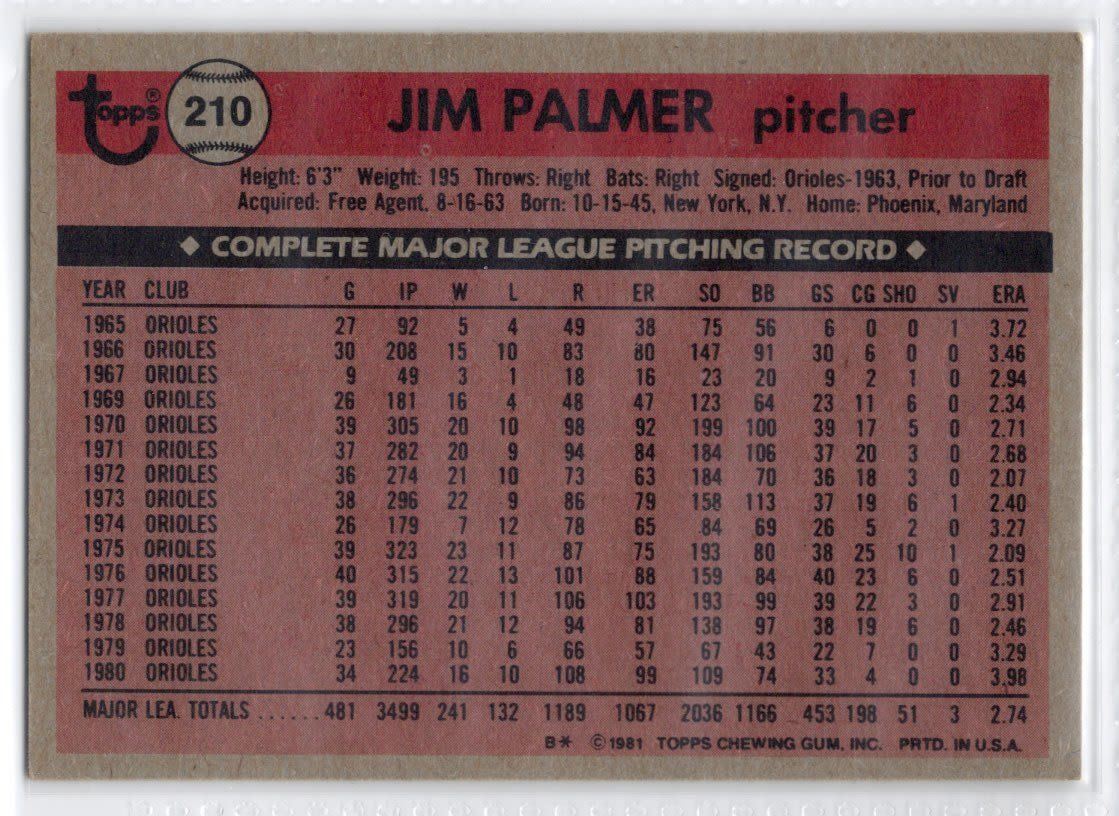 topps® 210 JIM PALMER pitcher
Height: 6'3" Weight: 195 Throws: Right Bats: Right Signed: Orioles-1963, Prior to Draft
Acquired: Free Agent. 8-16-63 Born: 10-15-45, New York, N.Y. Home: Phoenix, Maryland
◆ COMPLETE MAJOR LEAGUE PITCHING RECORD ◆
YEAR CLUB G IP W L R ER SO BB GS CG SHO SV ERA
1965 ORIOLES 27 92 5 4 49 38 75 56 6 0 0 1 3.72
1966 ORIOLES 30 208 15 10 83 80 147 91 30 6 0 0 3.46
1967 ORIOLES 9 49 3 1 18 16 23 20 9 2 1 0 2.94
1969 ORIOLES 26 181 16 4 48 47 123 64 23 11 6 0 2.34
1970 ORIOLES 39 305 20 10 98 92 199 100 39 17 5 0 2.71
1971 ORIOLES 37 282 20 9 94 84 184 106 37 20 3 0 2.68
1972 ORIOLES 36 274 21 10 73 63 184 70 36 18 3 0 2.07
1973 ORIOLES 38 296 22 9 86 79 158 113 37 19 6 1 2.40
1974 ORIOLES 26 179 7 12 78 65 84 69 26 5 2 0 3.27
1975 ORIOLES 39 323 23 11 87 75 193 80 38 25 10 1 2.09
1976 ORIOLES 40 315 22 13 101 88 159 84 40 23 6 0 2.51
1977 ORIOLES 39 319 20 11 106 103 193 99 39 22 3 0 2.91
1978 ORIOLES 38 296 21 12 94 81 138 97 38 19 6 0 2.46
1979 ORIOLES 23 156 10 6 66 57 67 43 22 7 0 0 3.29
1980 ORIOLES 34 224 16 10 108 99 109 74 33 4 0 0 3.98
MAJOR LEA. TOTALS ......481 3499 241 132 1189 1067 2036 1166 453 198 51 3 2.74
B* ©1981 TOPPS CHEWING GUM, INC. PRTD. IN U.S.A.